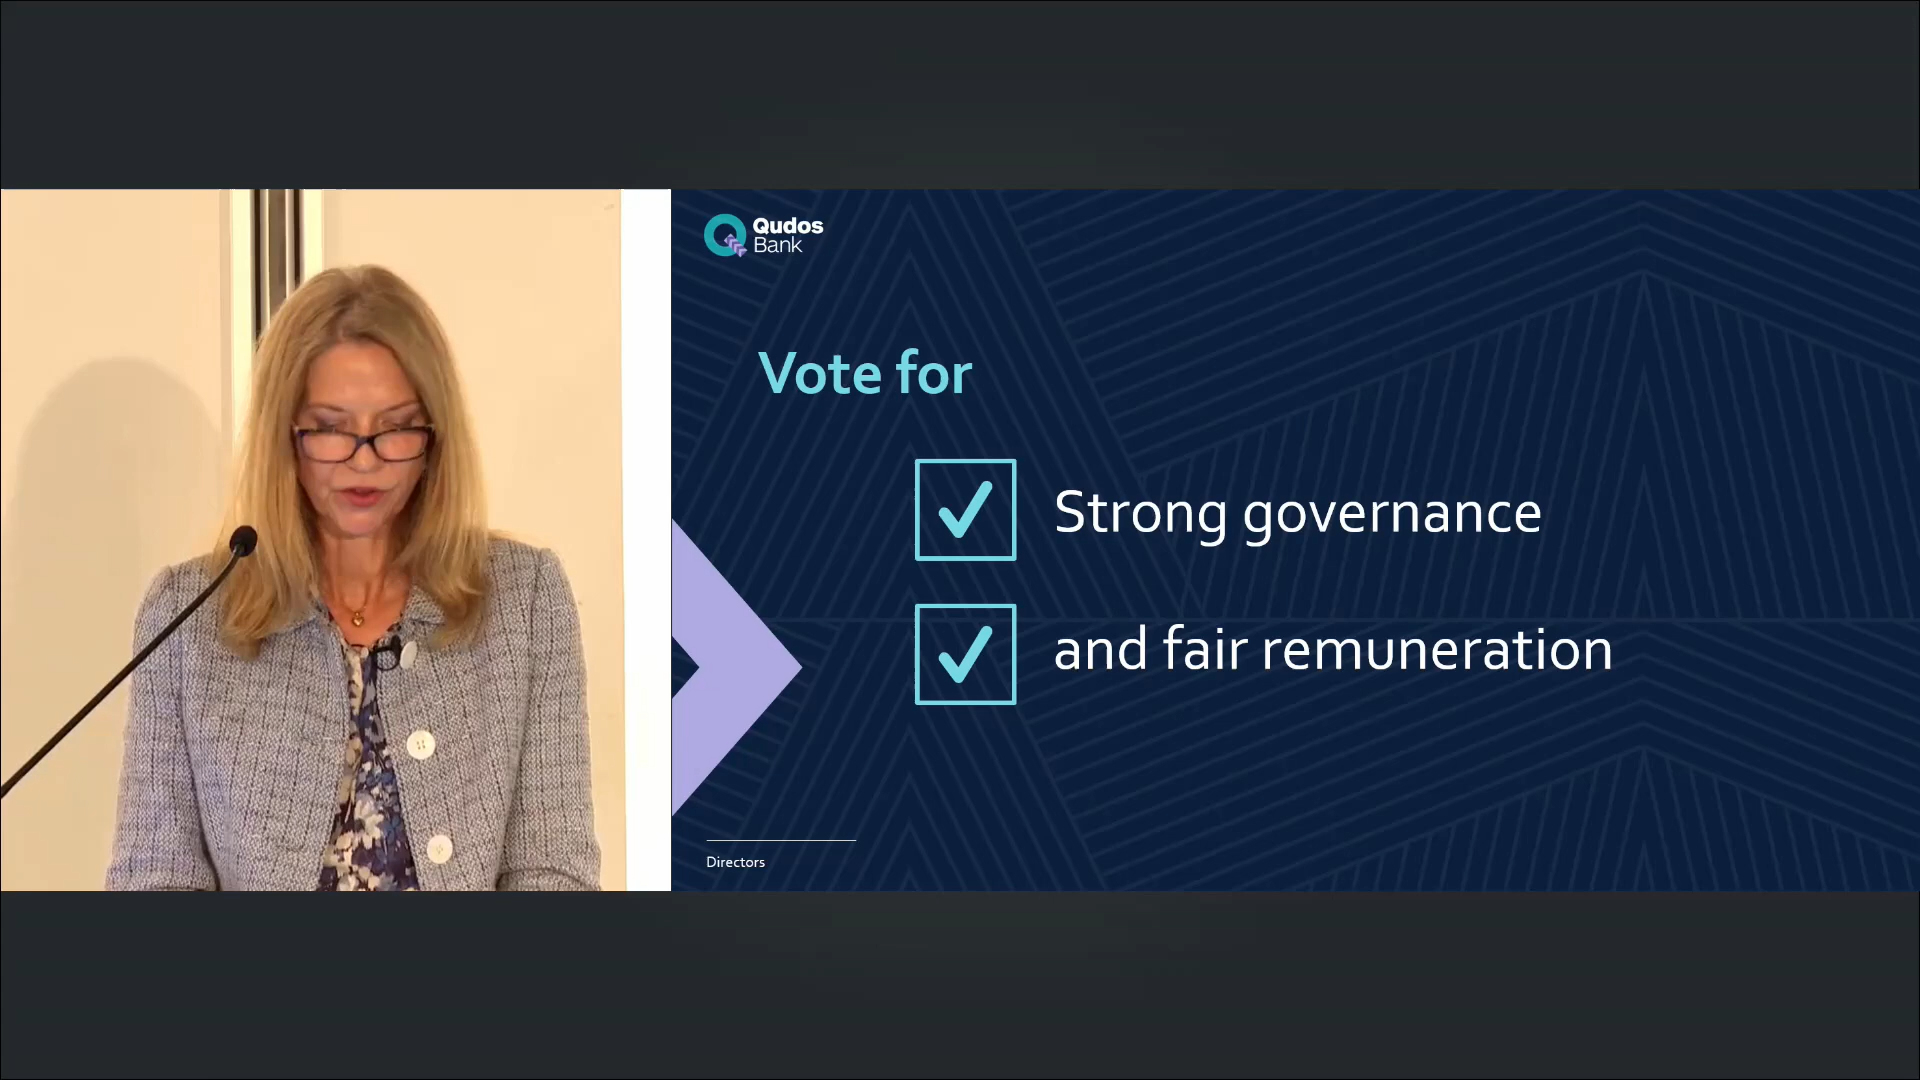 Qudos
Bank
Vote for
Strong governance
and fair remuneration
Directors